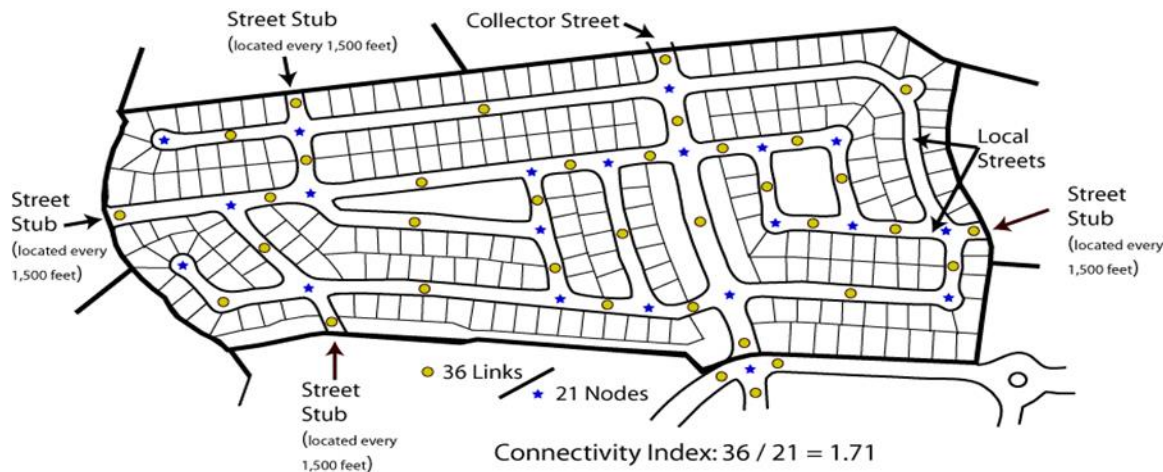 Street Stub
(located every 1,500 feet)
Collector Street
Local
Streets
Street
Stub
(located every
1,500 feet)
Street
Stub
(located every
1,500 feet)
Street
Stub
(located every
1,500 feet)
36 Links
21 Nodes
Connectivity Index: 36 / 21 = 1.71